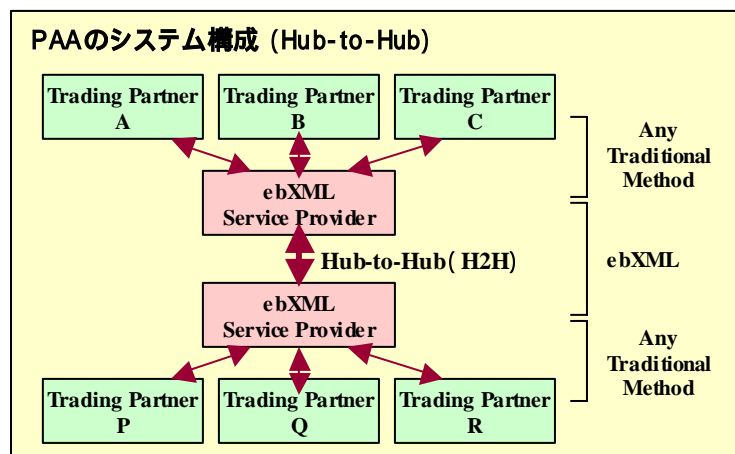 PAAのシステム構成 (Hub-to-Hub)
Trading Partner
A
Trading Partner
B
Trading Partner
C
Any
Traditional
Method
ebXML
Service Provider
Hub-to-Hub( H2H)
ebXML
ebXML
Service Provider
Any
Traditional
Method
Trading Partner
P
Trading Partner
Q
Trading Partner
R